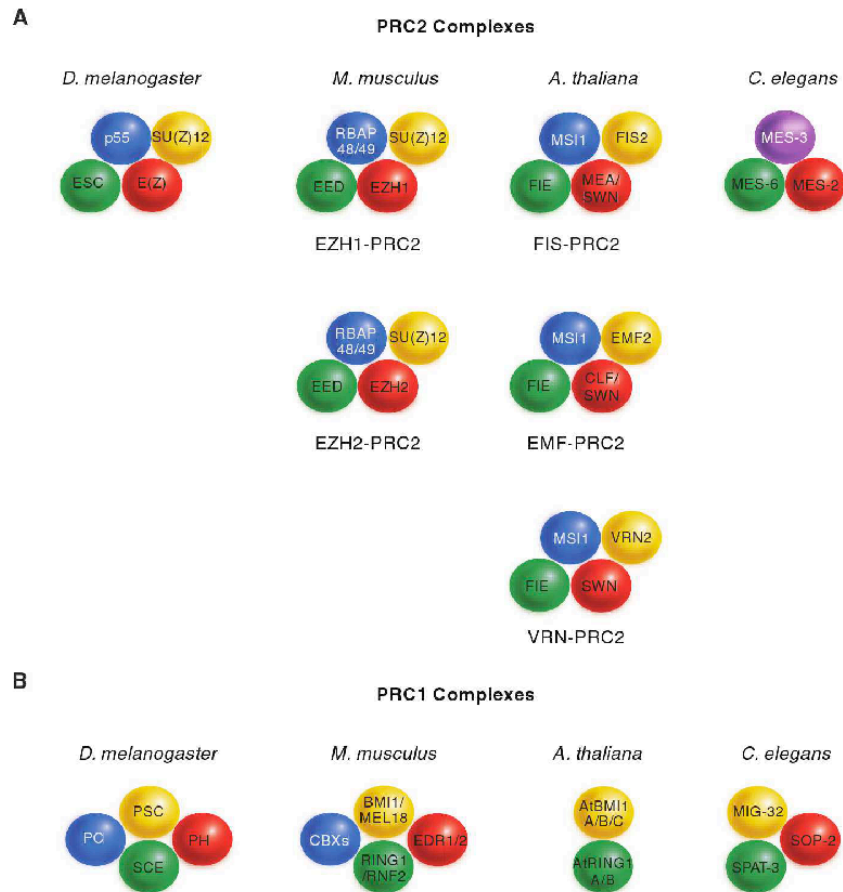 A
PRC2 Complexes
D. melanogaster
M. musculus
A. thaliana
C. elegans
p55
SU(Z)12
ESC
E(Z)
RBAP
48/49
SU(Z)12
EED
EZH1
EZH1-PRC2
MSI1
FIS2
FIE
MEA/
SWN
FIS-PRC2
MES-3
MES-6
MES-2
RBAP
48/49
SU(Z)12
EED
EZH2
EZH2-PRC2
MSI1
EMF2
FIE
CLF/
SWN
EMF-PRC2
MSI1
VRN2
FIE
SWN
VRN-PRC2
B
PRC1 Complexes
D. melanogaster
M. musculus
A. thaliana
C. elegans
PSC
PC
PH
SCE
BMI1/
MEL18
CBXs
EDR1/2
RING1
/RNF2
AtBMI1
A/B/C
AtRING1
A/B
MIG-32
SOP-2
SPAT-3